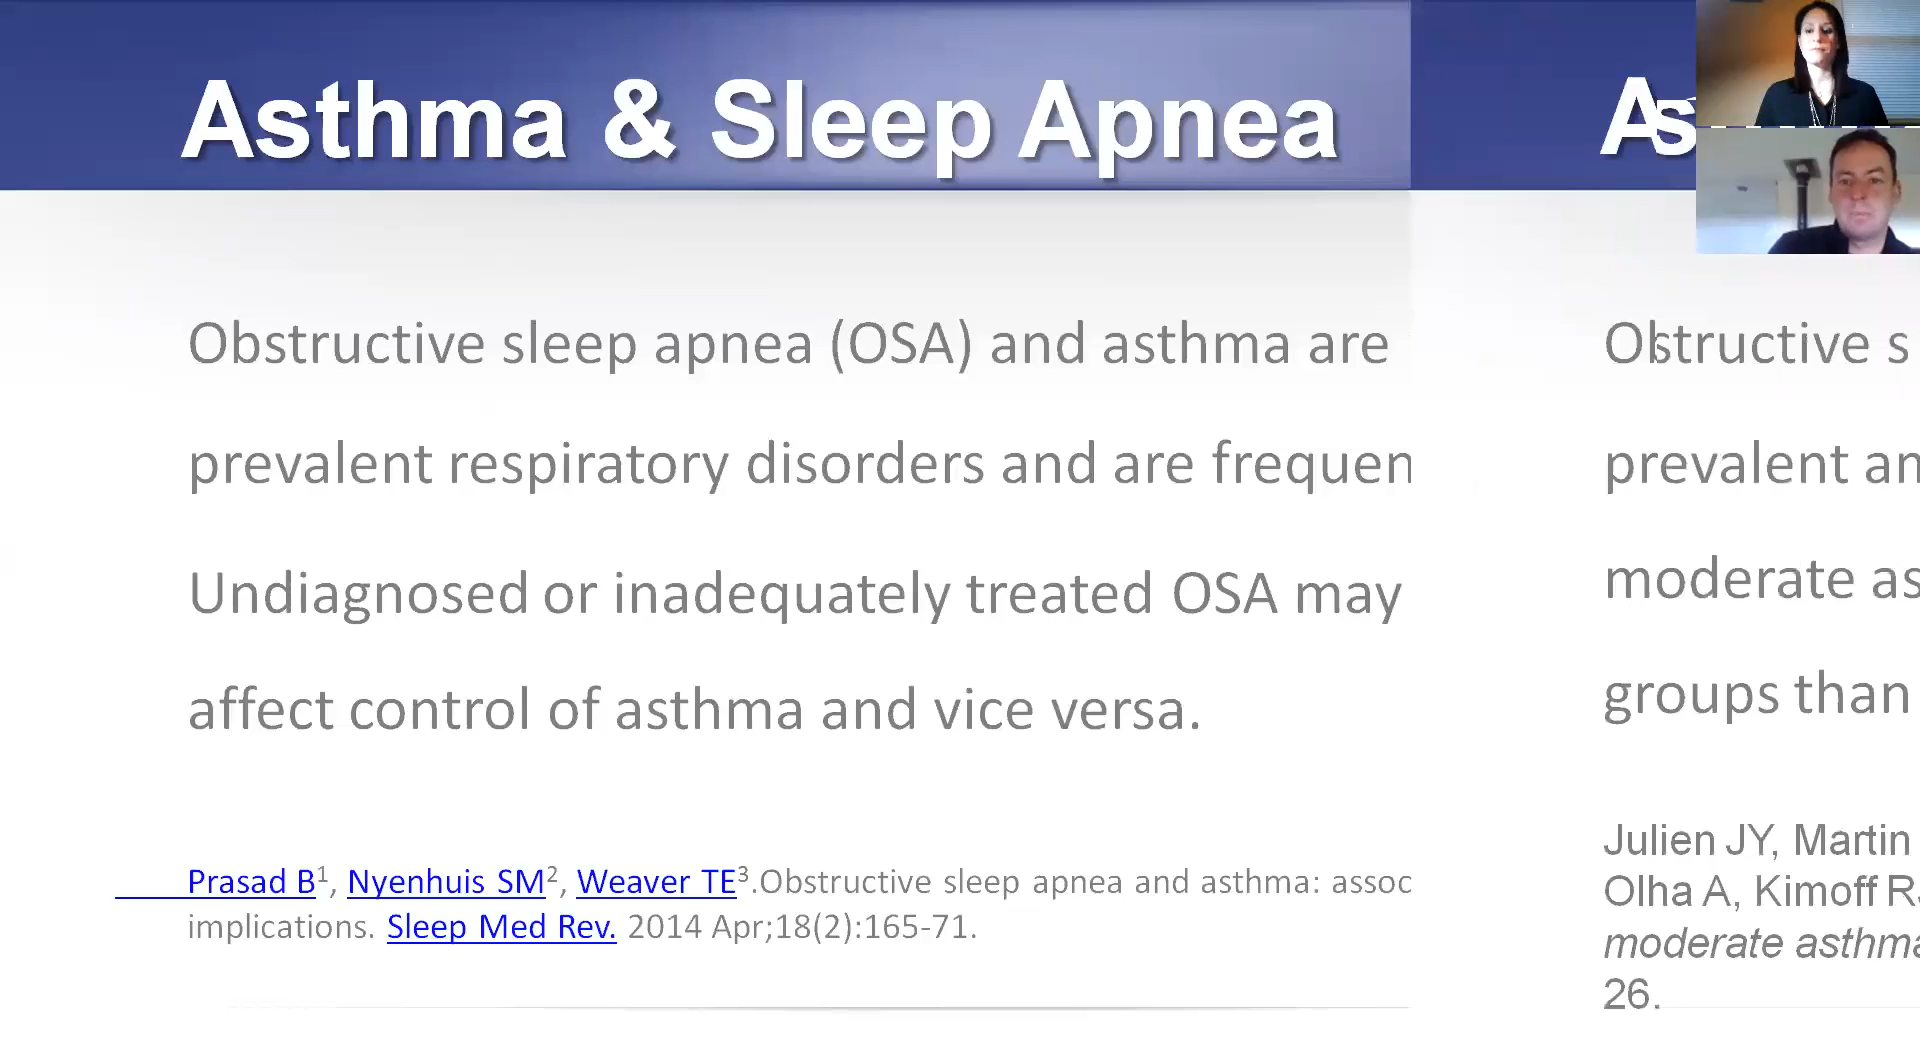 Asthma & Sleep Apnea
Obstructive sleep apnea (OSA) and asthma are
prevalent respiratory disorders and are frequen
Undiagnosed or inadequately treated OSA may
affect control of asthma and vice versa.
Prasad B1, Nyenhuis SM2, Weaver TE3.Obstructive sleep apnea and asthma: assoc
implications. Sleep Med Rev. 2014 Apr;18(2):165-71.
As
structive s
prevalent an
moderate as
groups than
Julien JY, Martin
Olha A, Kimoff R
moderate asthma
26.